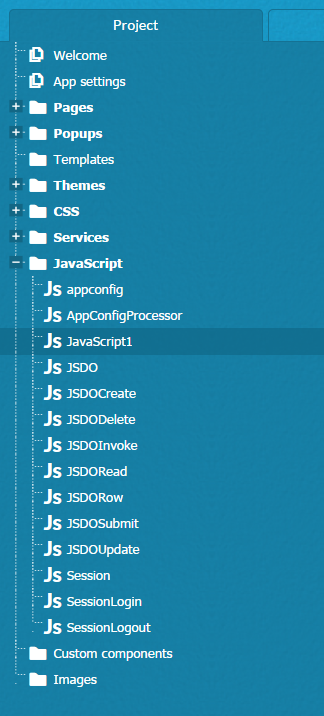 Project
Welcome
App settings
Pages
Popups
Templates
Themes
CSS
Services
JavaScript
Js appconfig
Js AppConfigProcessor
Js JavaScript1
Js JSDO
Js JSDOCreate
Js JSDODelete
Js JSDOInvoke
Js JSDORead
Js JSDORow
Js JSDOSubmit
Js JSDOUpdate
Js Session
Js SessionLogin
Js SessionLogout
Custom components
Images